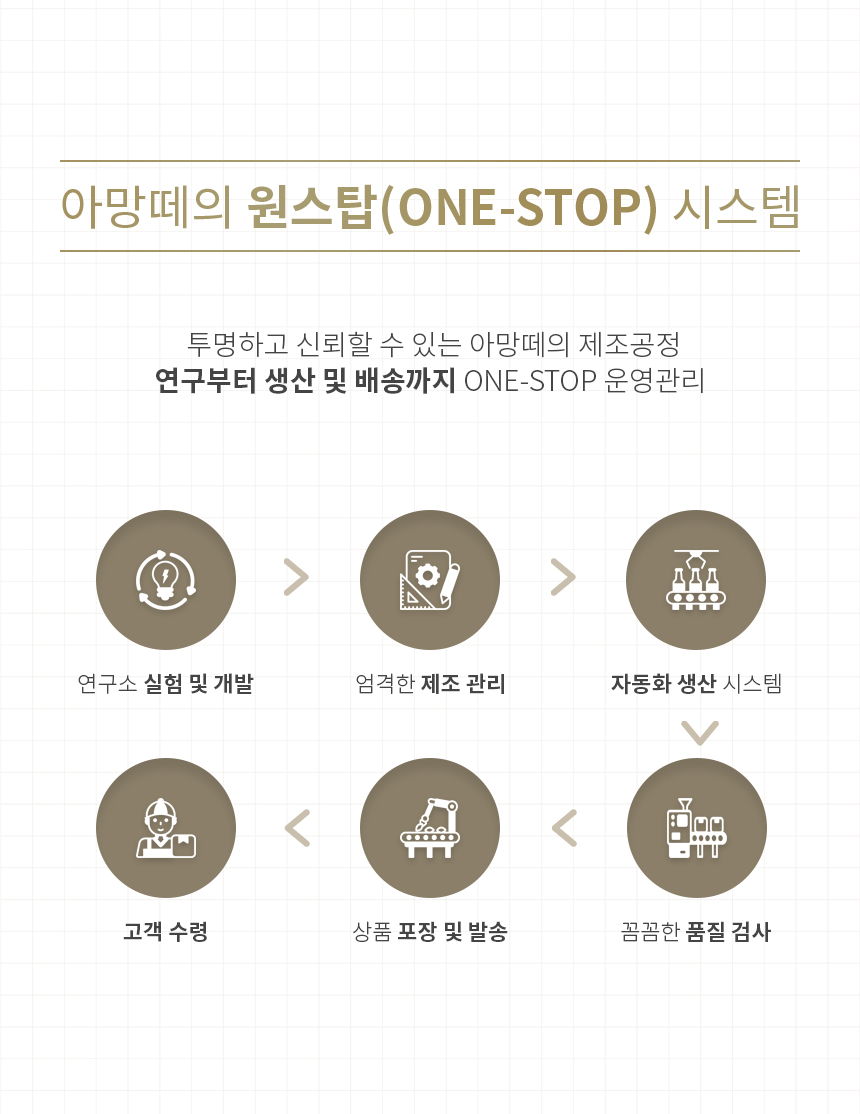 아망떼의 원스탑(ONE-STOP) 시스템
투명하고 신뢰할 수 있는 아망떼의 제조공정
연구부터 생산 및 배송까지 ONE-STOP 운영관리
연구소 실험 및 개발
엄격한 제조 관리
자동화 생산 시스템
꼼꼼한 품질 검사
상품 포장 및 발송
고객 수령